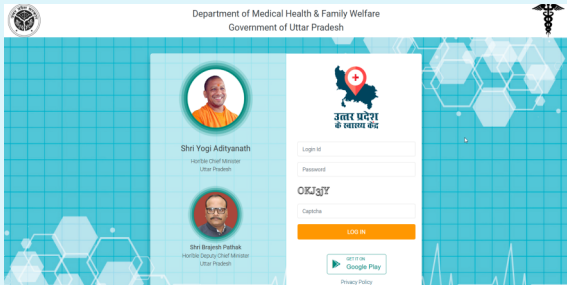 Department of Medical Health & Family Welfare
Government of Uttar Pradesh
Shri Yogi Adityanath
Hon'ble Chief Minister
Uttar Pradesh
Shri Brajesh Pathak
Hon'ble Deputy Chief Minister
Uttar Pradesh
उत्तर प्रदेश
के स्वास्थ्य केंद्र
Login Id
Password
OKJ3jY
Captcha
LOG IN
GET IT ON
Google Play
Privacy Policy